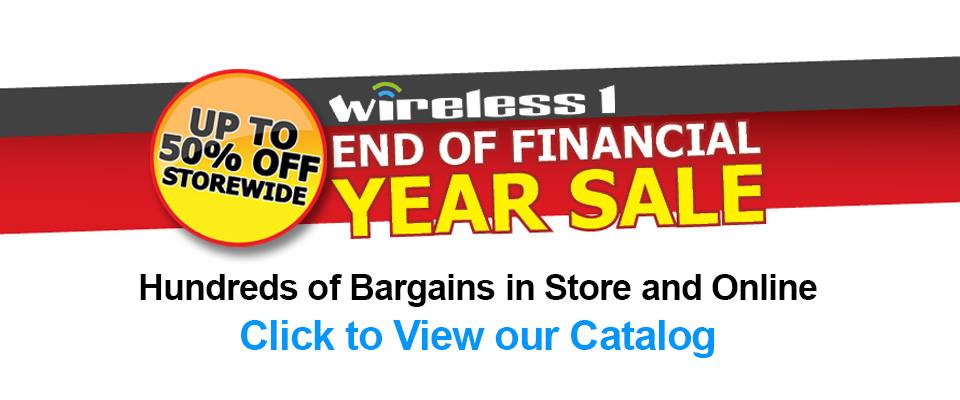 UP TO
50% OFF
STOREWIDE
wireless 1
END OF FINANCIAL
YEAR SALE
Hundreds of Bargains in Store and Online
Click to View our Catalog